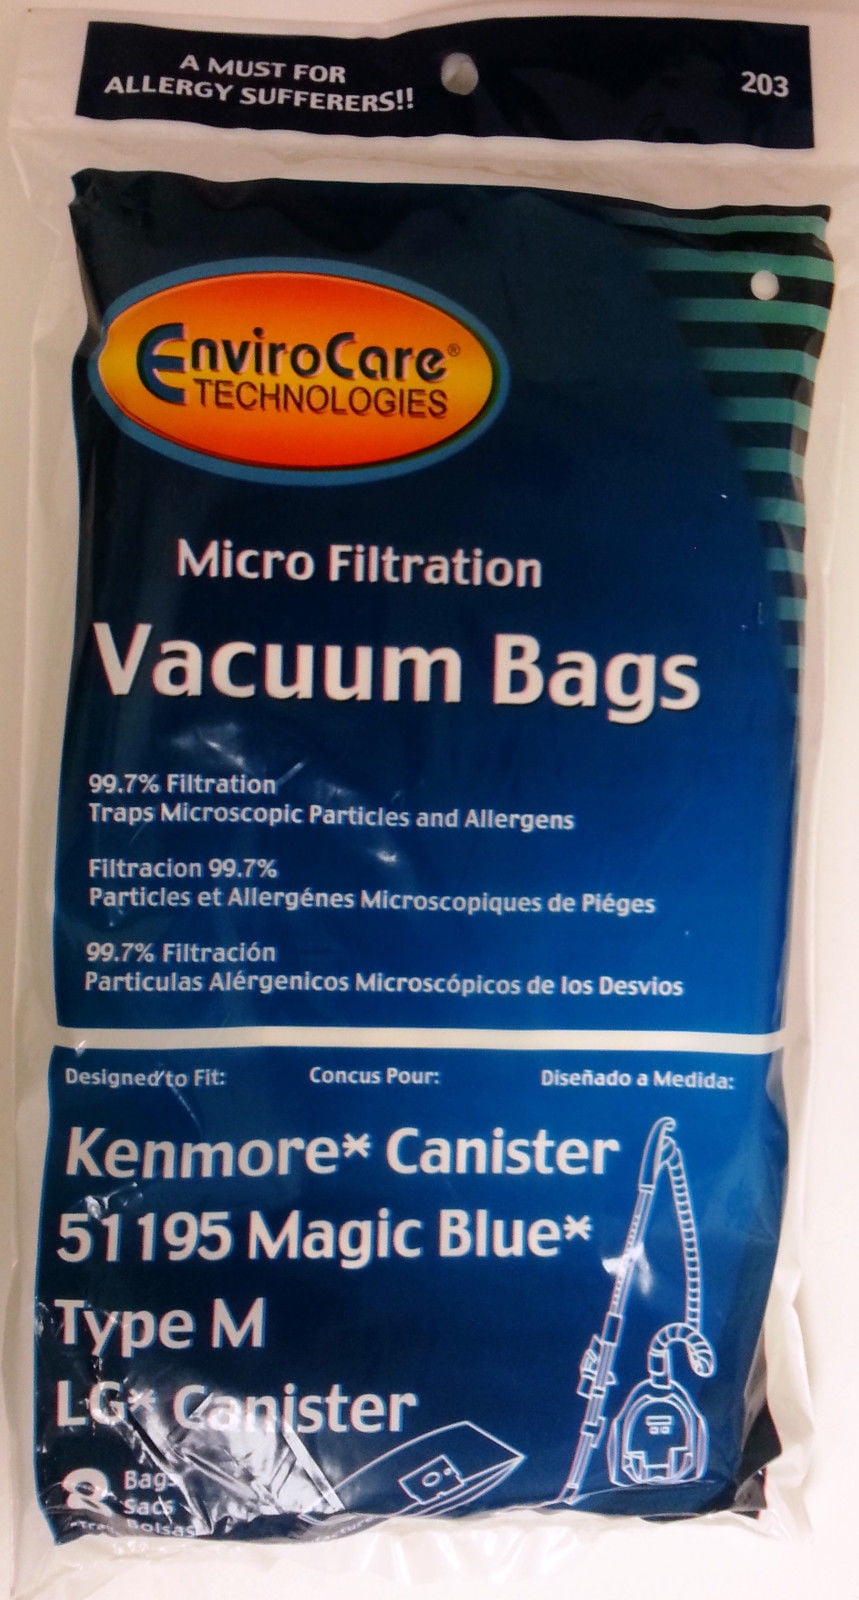 A MUST FOR
ALLERGY SUFFERERS!!
203
EnviroCare®
TECHNOLOGIES
Micro Filtration
Vacuum Bags
99.7% Filtration
Traps Microscopic Particles and Allergens
Filtracion 99.7%
Particles et Allergénes Microscopiques de Piéges
99.7% Filtración
Particulas Alérgenicos Microscópicos de los Desvios
Designed to Fit: Concus Pour: Diseñado a Medida:
Kenmore* Canister
51195 Magic Blue*
Type M
LG* Canister
8 Bags
Sacs
Bolsas